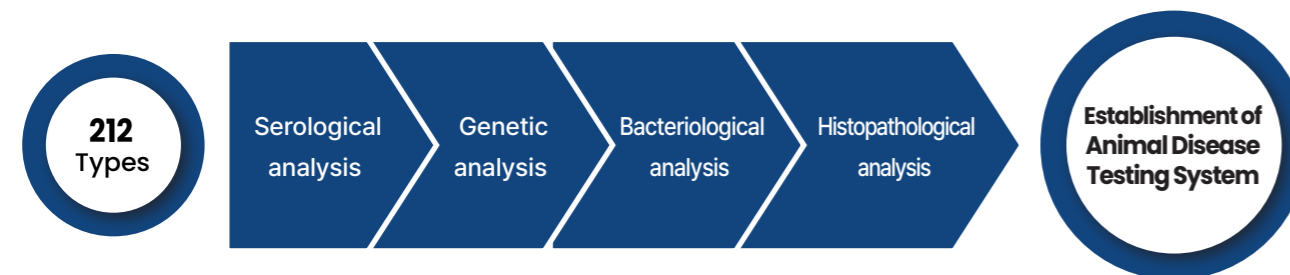 212
Types
Serological
analysis
Genetic
analysis
Bacteriological
analysis
Histopathological
analysis
Establishment of
Animal Disease
Testing System